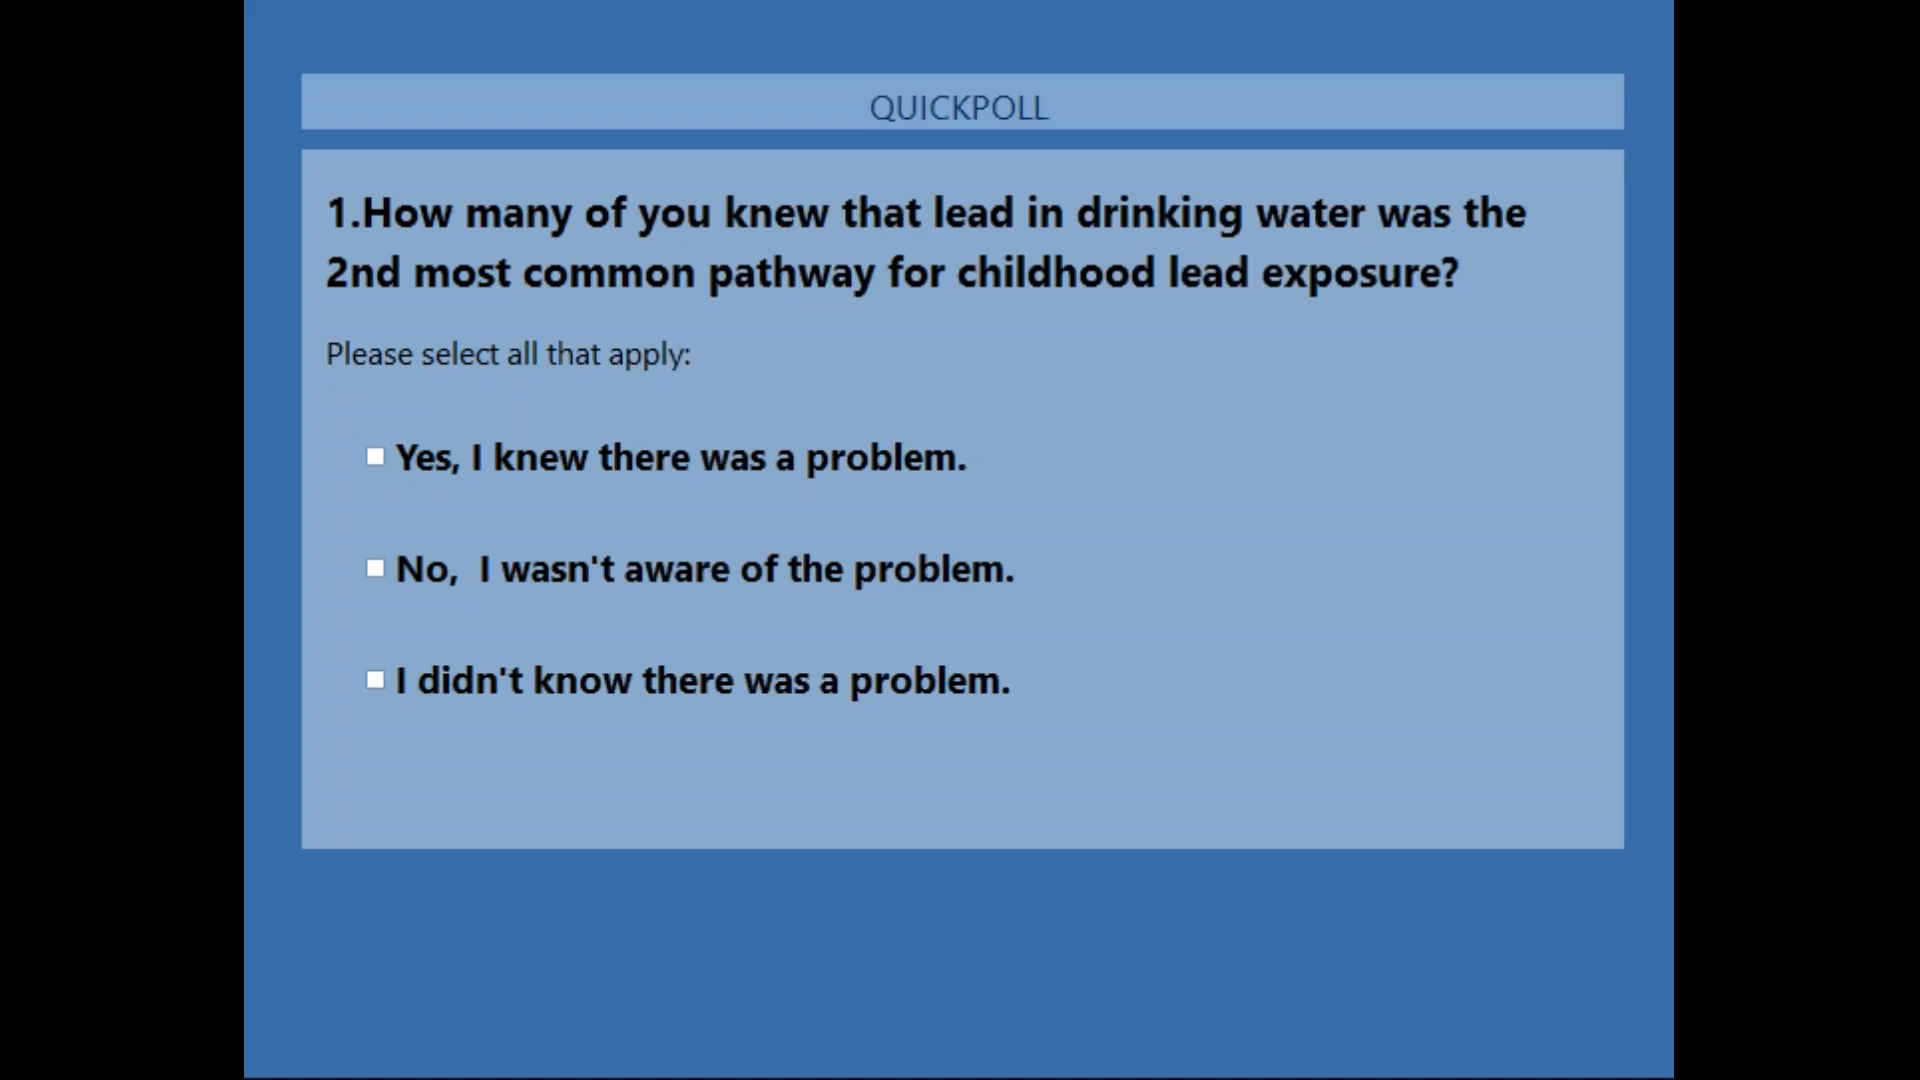 QUICKPOLL
1.How many of you knew that lead in drinking water was the
2nd most common pathway for childhood lead exposure?
Please select all that apply:
Yes, I knew there was a problem.
No,  I wasn't aware of the problem.
I didn't know there was a problem.